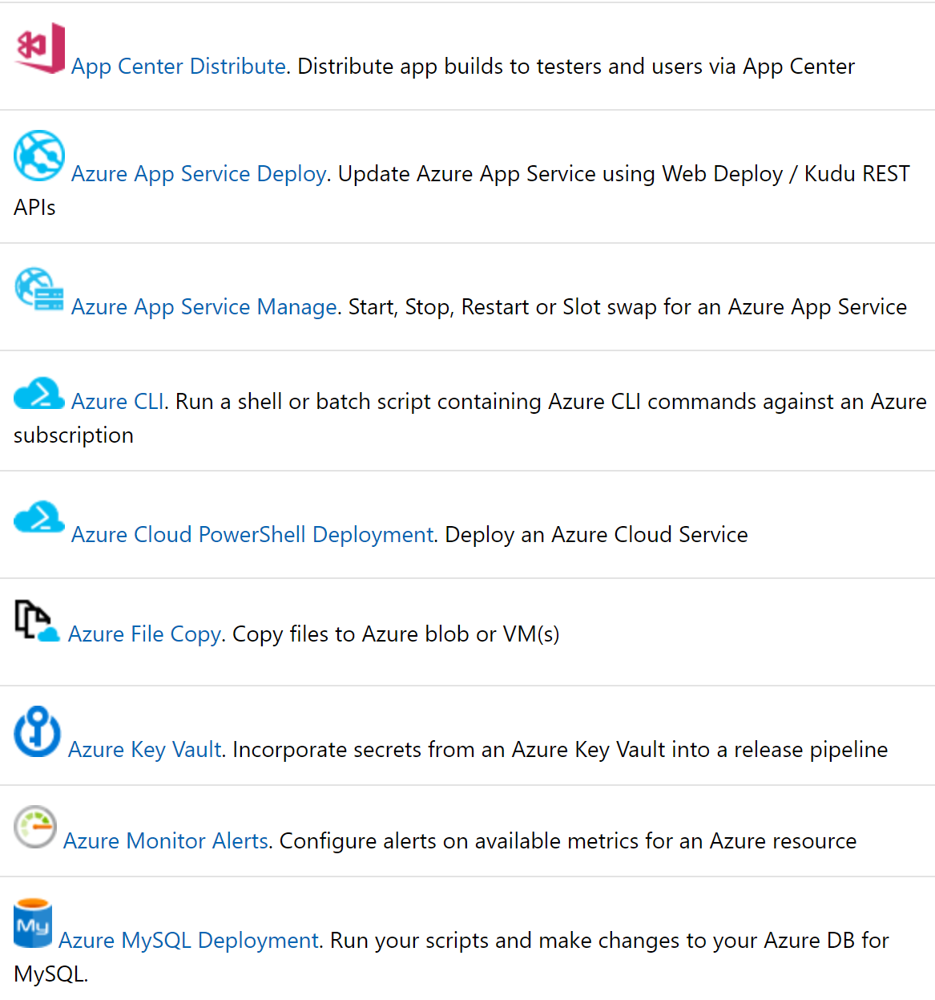 App Center Distribute. Distribute app builds to testers and users via App Center
Azure App Service Deploy. Update Azure App Service using Web Deploy / Kudu REST
APIs
Azure App Service Manage. Start, Stop, Restart or Slot swap for an Azure App Service
Azure CLI. Run a shell or batch script containing Azure CLI commands against an Azure
subscription
Azure Cloud PowerShell Deployment. Deploy an Azure Cloud Service
Azure File Copy. Copy files to Azure blob or VM(s)
Azure Key Vault. Incorporate secrets from an Azure Key Vault into a release pipeline
Azure Monitor Alerts. Configure alerts on available metrics for an Azure resource
My Azure MySQL Deployment. Run your scripts and make changes to your Azure DB for
MySQL.